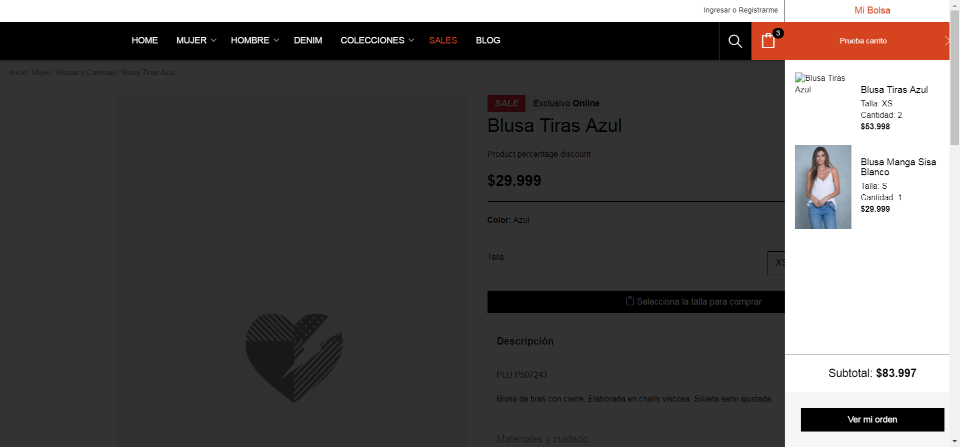 Ingresar o Registrarme
Mi Bolsa
HOME
MUJER
HOMBRE
DENIM
COLECCIONES
SALES
BLOG
3
Prueba carrito
Inicio Mujer Blusas y Camisas Blusa Tiras Azul
SALE
Exclusivo Online
Blusa Tiras Azul
Product percentage discount
$29.999
Color: Azul
Talla:
XS
Selecciona la talla para comprar
Descripción
PLU:P507243
Blusa de tiras con cierre. Elaborada en challs viscosa. Silueta semi ajustada
Materiales y cuidado
Blusa Tiras
Azul
Blusa Tiras Azul
Talla: XS
Cantidad: 2
$53.998
Blusa Manga Sisa
Blanco
Talla: S
Cantidad: 1
$29.999
Subtotal: $83.997
Ver mi orden